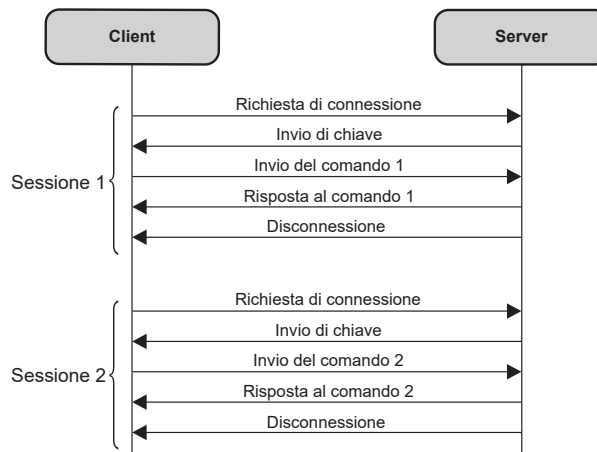 Client
Server
Richiesta di connessione
Invio di chiave
Invio del comando 1
Sessione 1
Risposta al comando 1
Disconnessione
Richiesta di connessione
Invio di chiave
Invio del comando 2
Sessione 2
Risposta al comando 2
Disconnessione